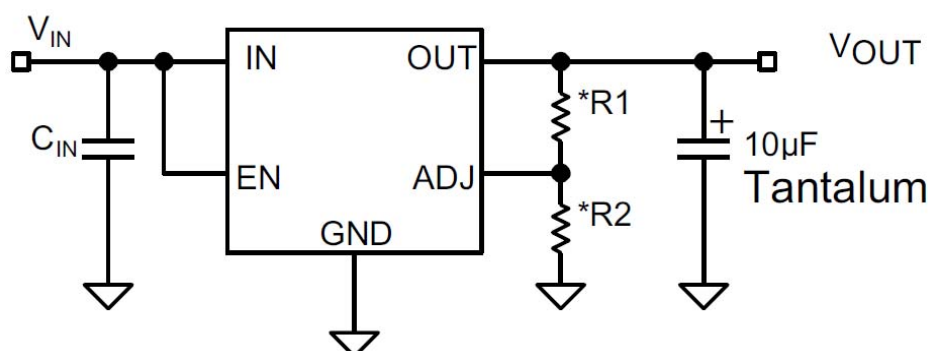 VIN
IN
OUT
VOUT
*R1
CIN
+
10µF
EN
ADJ
Tantalum
*R2
GND